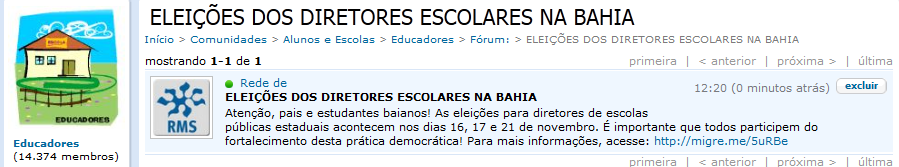 ELEIÇÕES DOS DIRETORES ESCOLARES NA BAHIA
Início > Comunidades > Alunos e Escolas > Educadores > Fórum: > ELEIÇÕES DOS DIRETORES ESCOLARES NA BAHIA
mostrando 1-1 de 1 primeira | < anterior | próxima > | última
Rede de 12:20 (0 minutos atrás) excluir
ELEIÇÕES DOS DIRETORES ESCOLARES NA BAHIA
Atenção, pais e estudantes baianos! As eleições para diretores de escolas
públicas estaduais acontecem nos dias 16, 17 e 21 de novembro. É importante que todos participem do
fortalecimento desta prática democrática! Para mais informações, acesse: http://migre.me/5uRBe
RMS
primeira | < anterior | próxima > | última
EDUCADORES
Educadores
(14.374 membros)